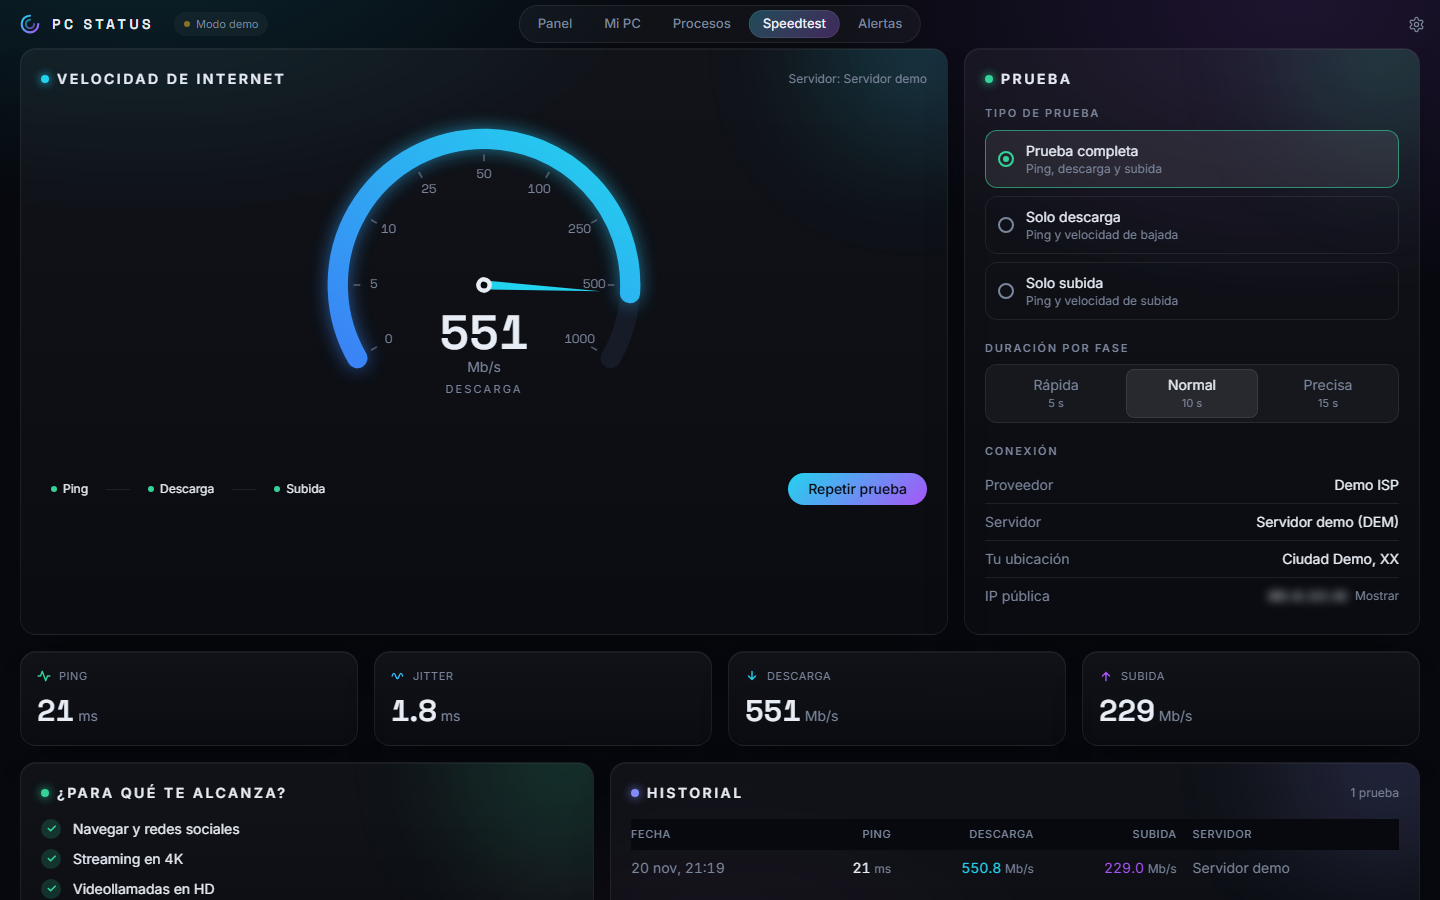 PC STATUS
Modo demo
Panel
Mi PC
Procesos
Speedtest
Alertas
VELOCIDAD DE INTERNET
Servidor: Servidor demo
0
5
10
25
50
100
250
500
1000
551
Mb/s
DESCARGA
Ping
Descarga
Subida
Repetir prueba
PRUEBA
TIPO DE PRUEBA
Prueba completa
Ping, descarga y subida
Solo descarga
Ping y velocidad de bajada
Solo subida
Ping y velocidad de subida
DURACIÓN POR FASE
Rápida
5 s
Normal
10 s
Precisa
15 s
CONEXIÓN
Proveedor Demo ISP
Servidor Servidor demo (DEM)
Tu ubicación Ciudad Demo, XX
IP pública Mostrar
PING
21 ms
JITTER
1.8 ms
DESCARGA
551 Mb/s
SUBIDA
229 Mb/s
¿PARA QUÉ TE ALCANZA?
Navegar y redes sociales
Streaming en 4K
Videollamadas en HD
HISTORIAL
1 prueba
FECHA PING DESCARGA SUBIDA SERVIDOR
20 nov, 21:19 21 ms 550.8 Mb/s 229.0 Mb/s Servidor demo